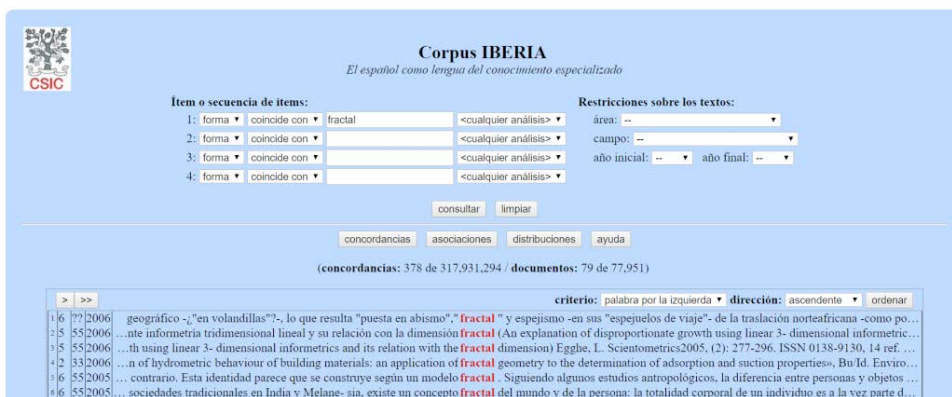 CSIC
Corpus IBERIA
El español como lengua del conocimiento especializado
Ítem o secuencia de ítems: Restricciones sobre los textos:
1: forma coincide con fractal <cualquier análisis> área: --
2: forma coincide con <cualquier análisis> campo: --
3: forma coincide con <cualquier análisis> año inicial: -- año final: --
4: forma coincide con <cualquier análisis>
consultar limpiar
concordancias asociaciones distribuciones ayuda
(concordancias: 378 de 317,931,294 / documentos: 79 de 77,951)
> >> criterio: palabra por la izquierda dirección: ascendente ordenar
1 6 ?? 2006 geográfico -¿"en volandillas"?-, lo que resulta "puesta en abismo"," fractal " y espejismo -en sus "espejuelos de viaje"- de la traslación norteafricana -como po…
2 5 55 2006 …nte informetría tridimensional lineal y su relación con la dimensión fractal (An explanation of disproportionate growth using linear 3- dimensional informetric…
3 5 55 2006 …th using linear 3- dimensional informetrics and its relation with the fractal dimension) Egghe, L. Scientometrics2005, (2): 277-296. ISSN 0138-9130, 14 ref. …
4 2 33 2006 …n of hydrometric behaviour of building materials: an application of fractal geometry to the determination of adsorption and suction properties», Bu/ld. Enviro…
5 6 55 2005 … contrario. Esta identidad parece que se construye según un modelo fractal . Siguiendo algunos estudios antropológicos, la diferencia entre personas y objetos …
6 6 55 2005 … sociedades tradicionales en India y Melane- sia, existe un concepto fractal del mundo y de la persona: la totalidad corporal de un individuo es a la vez parte d…